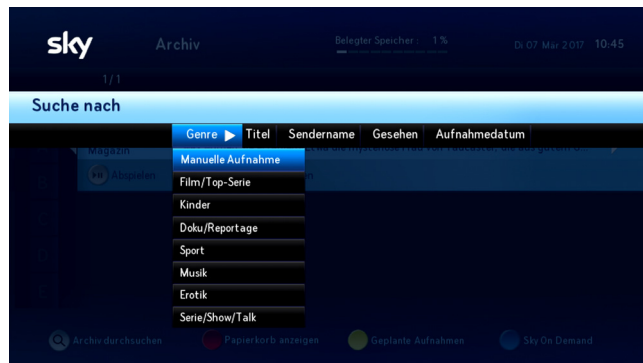 sky Archiv Belegter Speicher : 1 % Di 07 Mär 2017 10:45
1/1
Suche nach
Genre Titel Sendername Gesehen Aufnahmedatum
Magazin
Manuelle Aufnahme
Abspielen
Film/Top-Serie
Kinder
Doku/Reportage
Sport
Musik
Erotik
Serie/Show/Talk
Archiv durchsuchen Papierkorb anzeigen Geplante Aufnahmen Sky On Demand